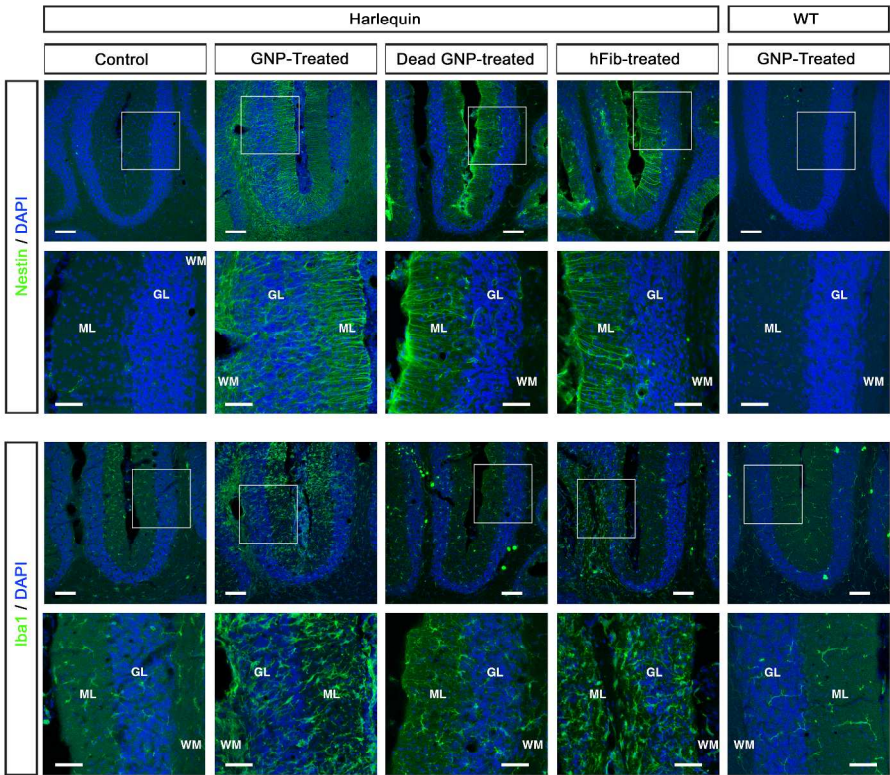 Harlequin
WT
Control
GNP-Treated
Dead GNP-treated
hFib-treated
GNP-Treated
Nestin / DAPI
WM
GL
ML
GL
ML
WM
GL
ML
WM
GL
ML
WM
GL
ML
WM
Iba1 / DAPI
GL
ML
WM
GL
ML
WM
GL
ML
WM
GL
ML
WM
GL
ML
WM